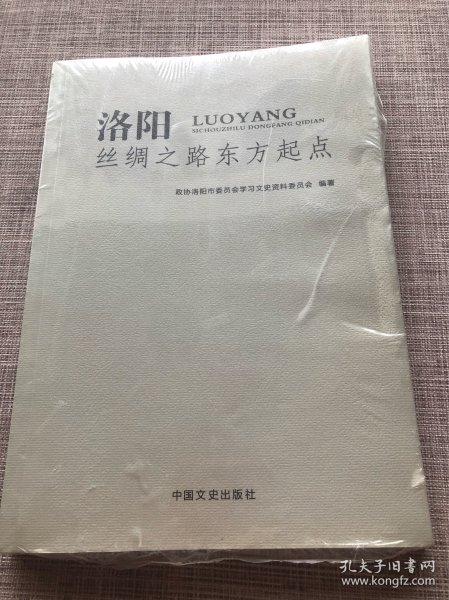 洛阳
LUOYANG
SICHOUZHILU DONGFANG QIDIAN
丝绸之路东方起点
政协洛阳市委员会学习文史资料委员会 编著
中国文史出版社
孔夫子旧书网
www.kongfz.com